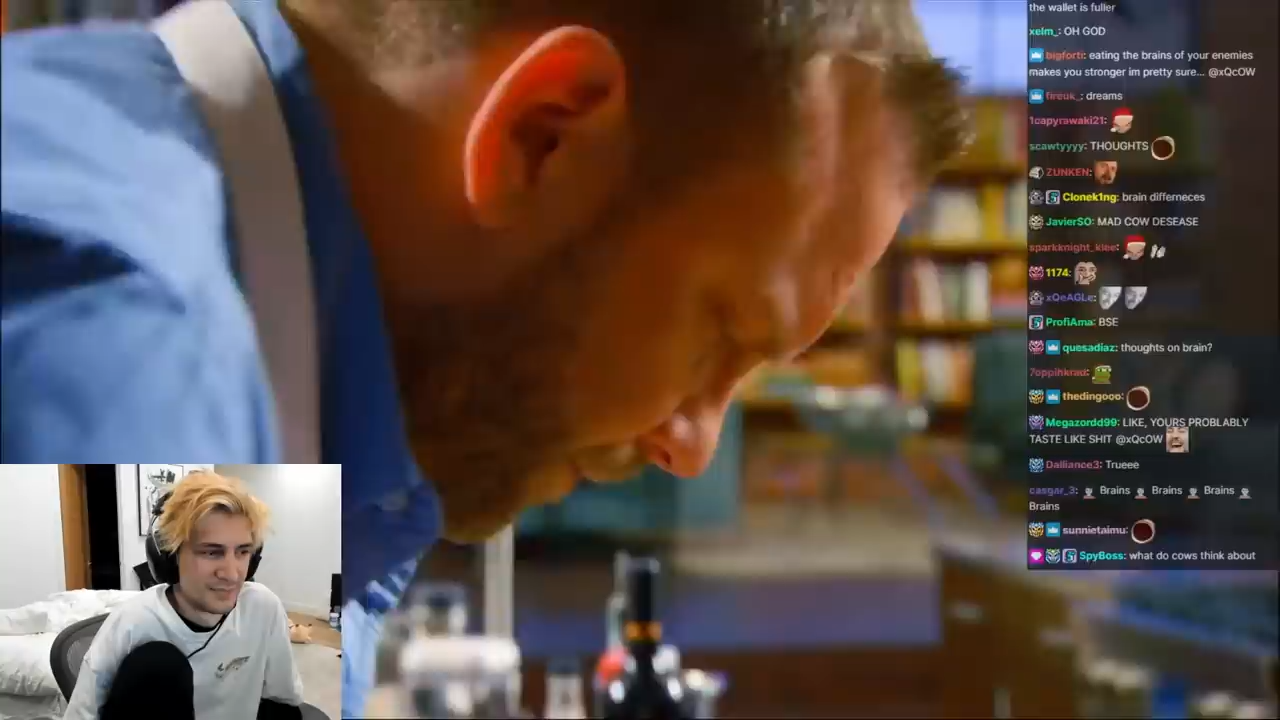 the wallet is fuller
xelm_: OH GOD
bigforti: eating the brains of your enemies
makes you stronger im pretty sure... @xQcOW
fireuk_: dreams
1capyrawaki21:
scawtyyyy: THOUGHTS
ZUNKEN:
Clonek1ng: brain differneces
JavierSO: MAD COW DESEASE
sparkknight_klee:
1174:
xQeAGLe:
ProfiAma: BSE
quesadiaz: thoughts on brain?
7oppihkrad:
thedingooo:
Megazordd99: LIKE, YOURS PROBLABLY
TASTE LIKE SHIT @xQcOW
Dalliance3: Trueee
casgar_3: Brains Brains Brains
Brains
sunnietaimu:
SpyBoss: what do cows think about